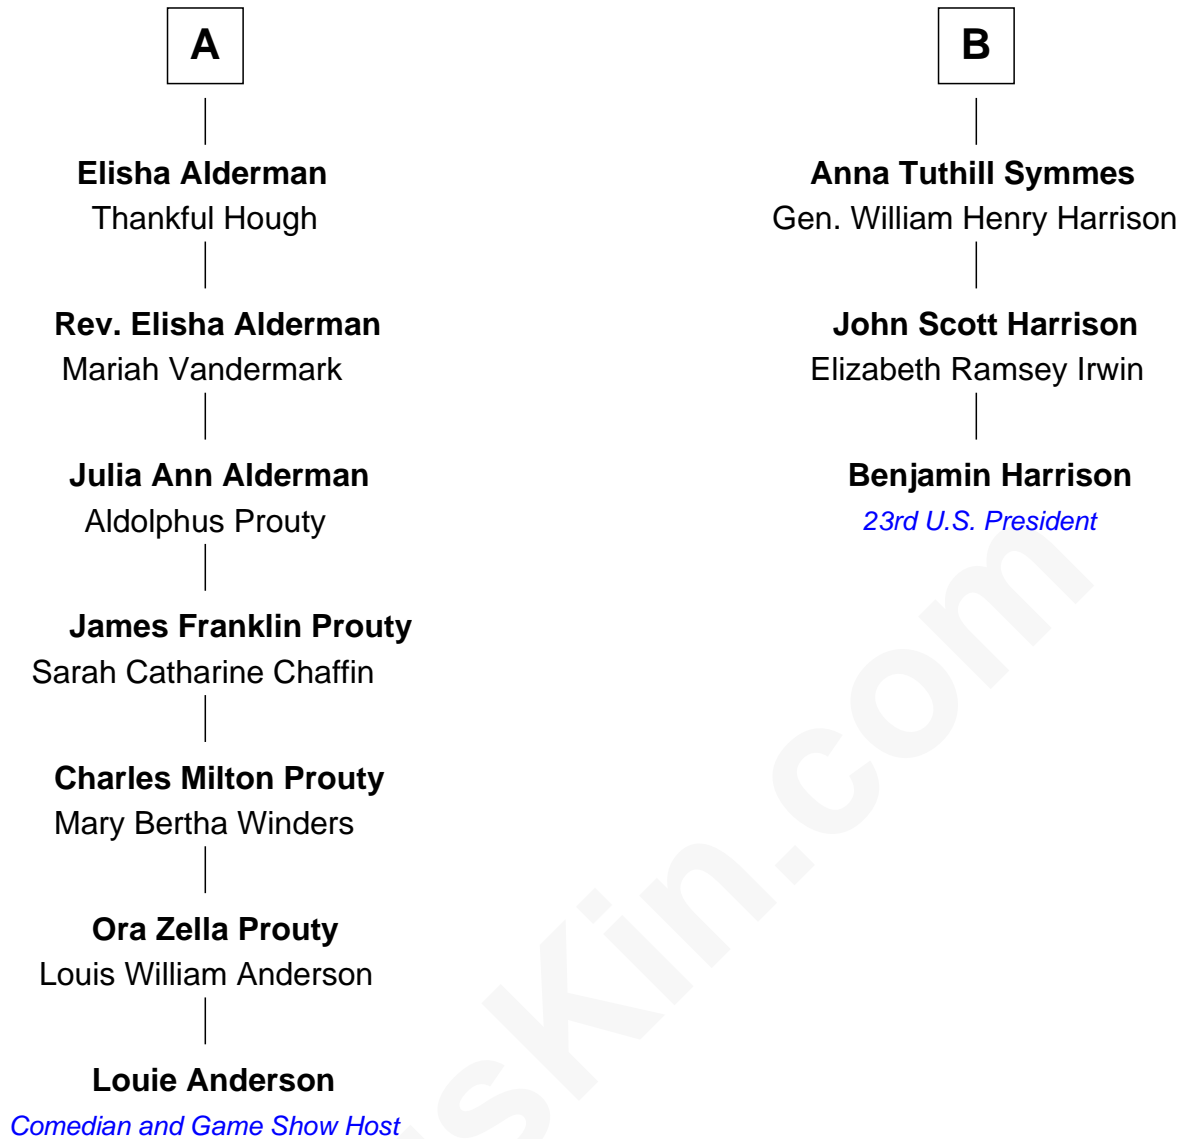 A
Elisha Alderman
Thankful Hough
Rev. Elisha Alderman
Mariah Vandermark
Julia Ann Alderman
Aldolphus Prouty
James Franklin Prouty
Sarah Catharine Chaffin
Charles Milton Prouty
Mary Bertha Winders
Ora Zella Prouty
Louis William Anderson
Louie Anderson
Comedian and Game Show Host
B
Anna Tuthill Symmes
Gen. William Henry Harrison
John Scott Harrison
Elizabeth Ramsey Irwin
Benjamin Harrison
23rd U.S. President
sKin.com